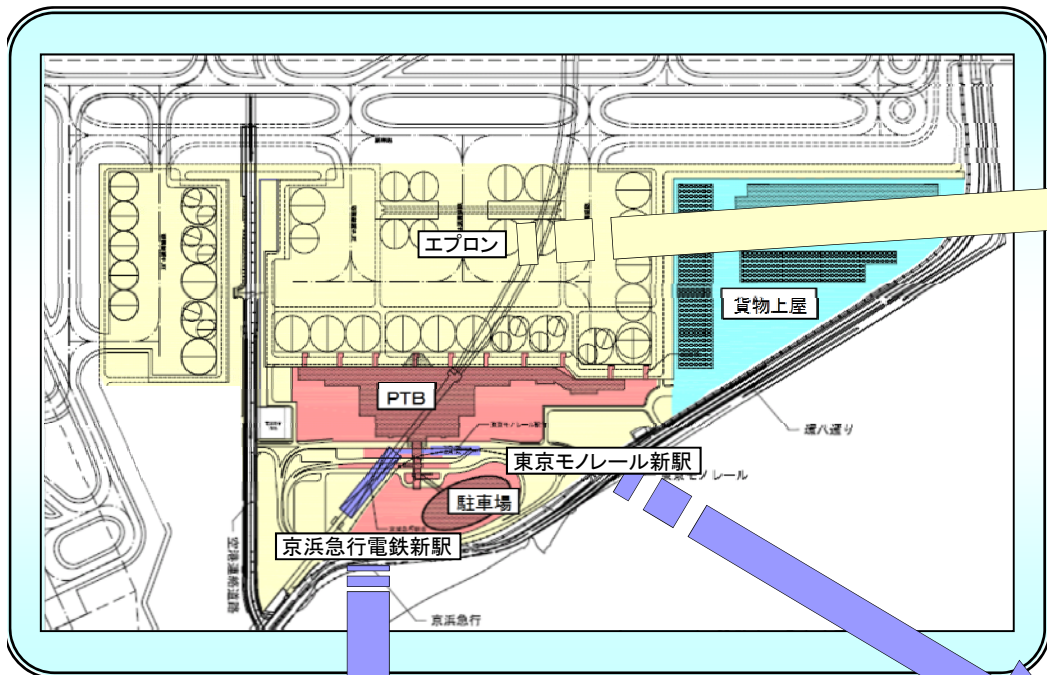 エプロン
貨物上屋
PTB
環八通り
東京モノレール新駅
東京モノレール
駐車場
京浜急行電鉄新駅
空港連絡道路
京浜急行